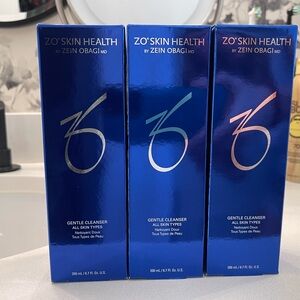 ZO® SKIN HEALTH
BY ZEIN OBAGI MD
GENTLE CLEANSER
ALL SKIN TYPES
Nettoyant Doux
Tous Types de Peau
200 mL / 6.7 Fl. Oz. U.S.
ZO® SKIN HEALTH
BY ZEIN OBAGI MD
GENTLE CLEANSER
ALL SKIN TYPES
Nettoyant Doux
Tous Types de Peau
200 mL / 6.7 Fl. Oz. U.S.
ZO® SKIN HEALTH
BY ZEIN OBAGI MD
GENTLE CLEANSER
ALL SKIN TYPES
Nettoyant Doux
Tous Types de Peau
200 mL / 6.7 Fl. Oz. U.S.